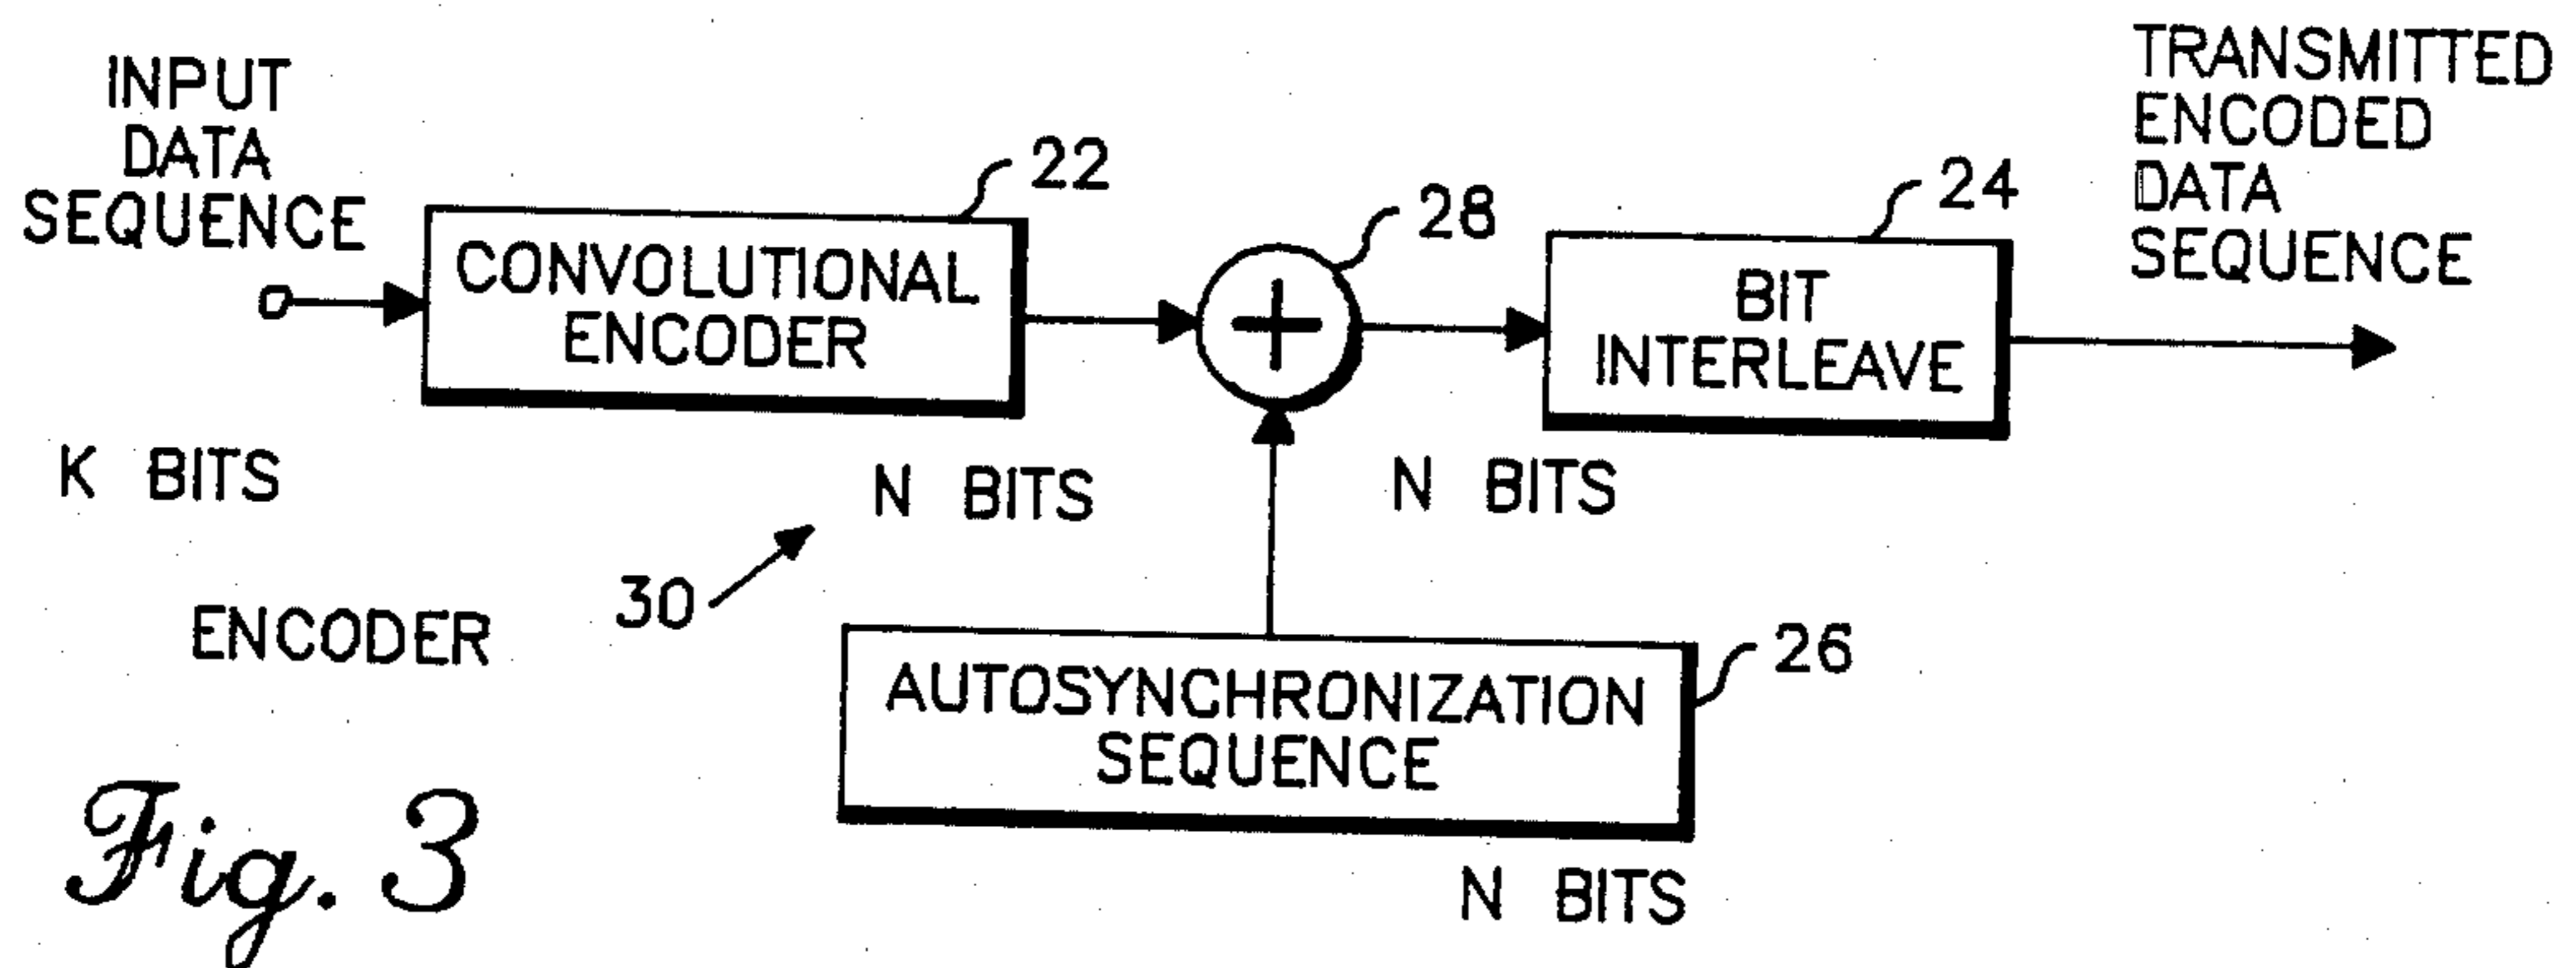 INPUT
DATA
SEQUENCE
TRANSMITTED
ENCODED
DATA
SEQUENCE
22
28
24
CONVOLUTIONAL
ENCODER
+
BIT
INTERLEAVE
K BITS
N BITS
N BITS
30
ENCODER
26
AUTOSYNCHRONIZATION
SEQUENCE
N BITS
Fig. 3